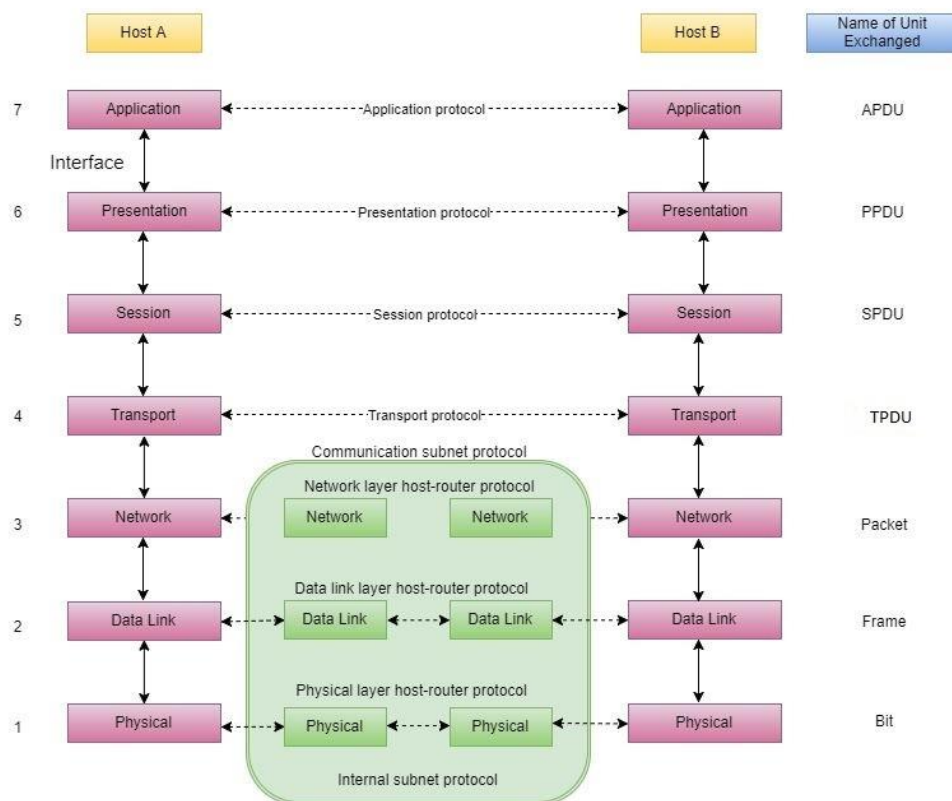 Host A
Host B
Name of Unit
Exchanged
7
Application
Application protocol
Application
APDU
Interface
6
Presentation
Presentation protocol
Presentation
PPDU
5
Session
Session protocol
Session
SPDU
4
Transport
Transport protocol
Transport
TPDU
Communication subnet protocol
Network layer host-router protocol
3
Network
Network
Network
Network
Packet
Data link layer host-router protocol
2
Data Link
Data Link
Data Link
Data Link
Frame
Physical layer host-router protocol
1
Physical
Physical
Physical
Physical
Bit
Internal subnet protocol